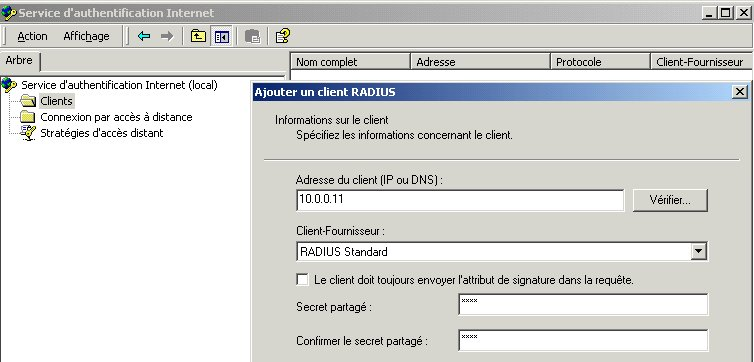 Service d'authentification Internet
Action Affichage
Arbre
Nom complet Adresse Protocole Client-Fournisseur
Service d'authentification Internet (local)
Clients
Connexion par accès à distance
Stratégies d'accès distant
Ajouter un client RADIUS
Informations sur le client
Spécifiez les informations concernant le client.
Adresse du client (IP ou DNS) :
10.0.0.11
Vérifier...
Client-Fournisseur :
RADIUS Standard
Le client doit toujours envoyer l'attribut de signature dans la requête.
Secret partagé : ****
Confirmer le secret partagé : ****